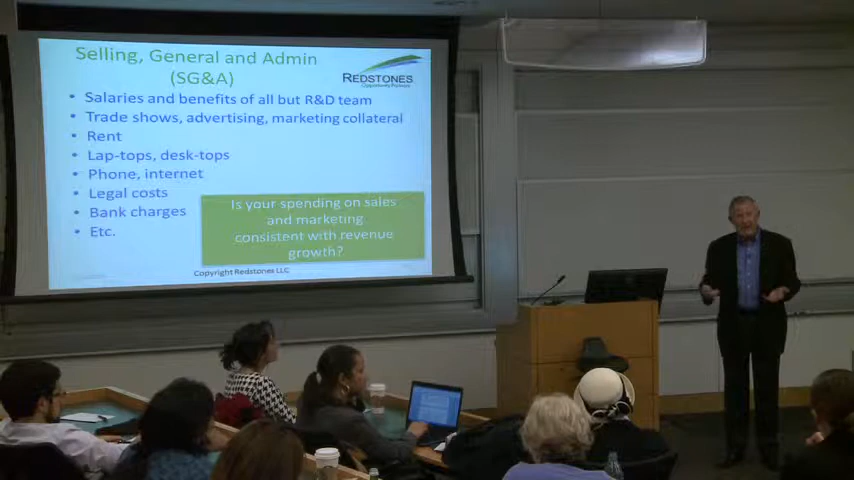 Selling, General and Admin
(SG&A)
REDSTONES
• Salaries and benefits of all but R&D team
• Trade shows, advertising, marketing collateral
• Rent
• Lap-tops, desk-tops
• Phone, internet
• Legal costs
• Bank charges
• Etc.
Is your spending on sales
and marketing
consistent with revenue
growth?
Copyright Redstones LLC